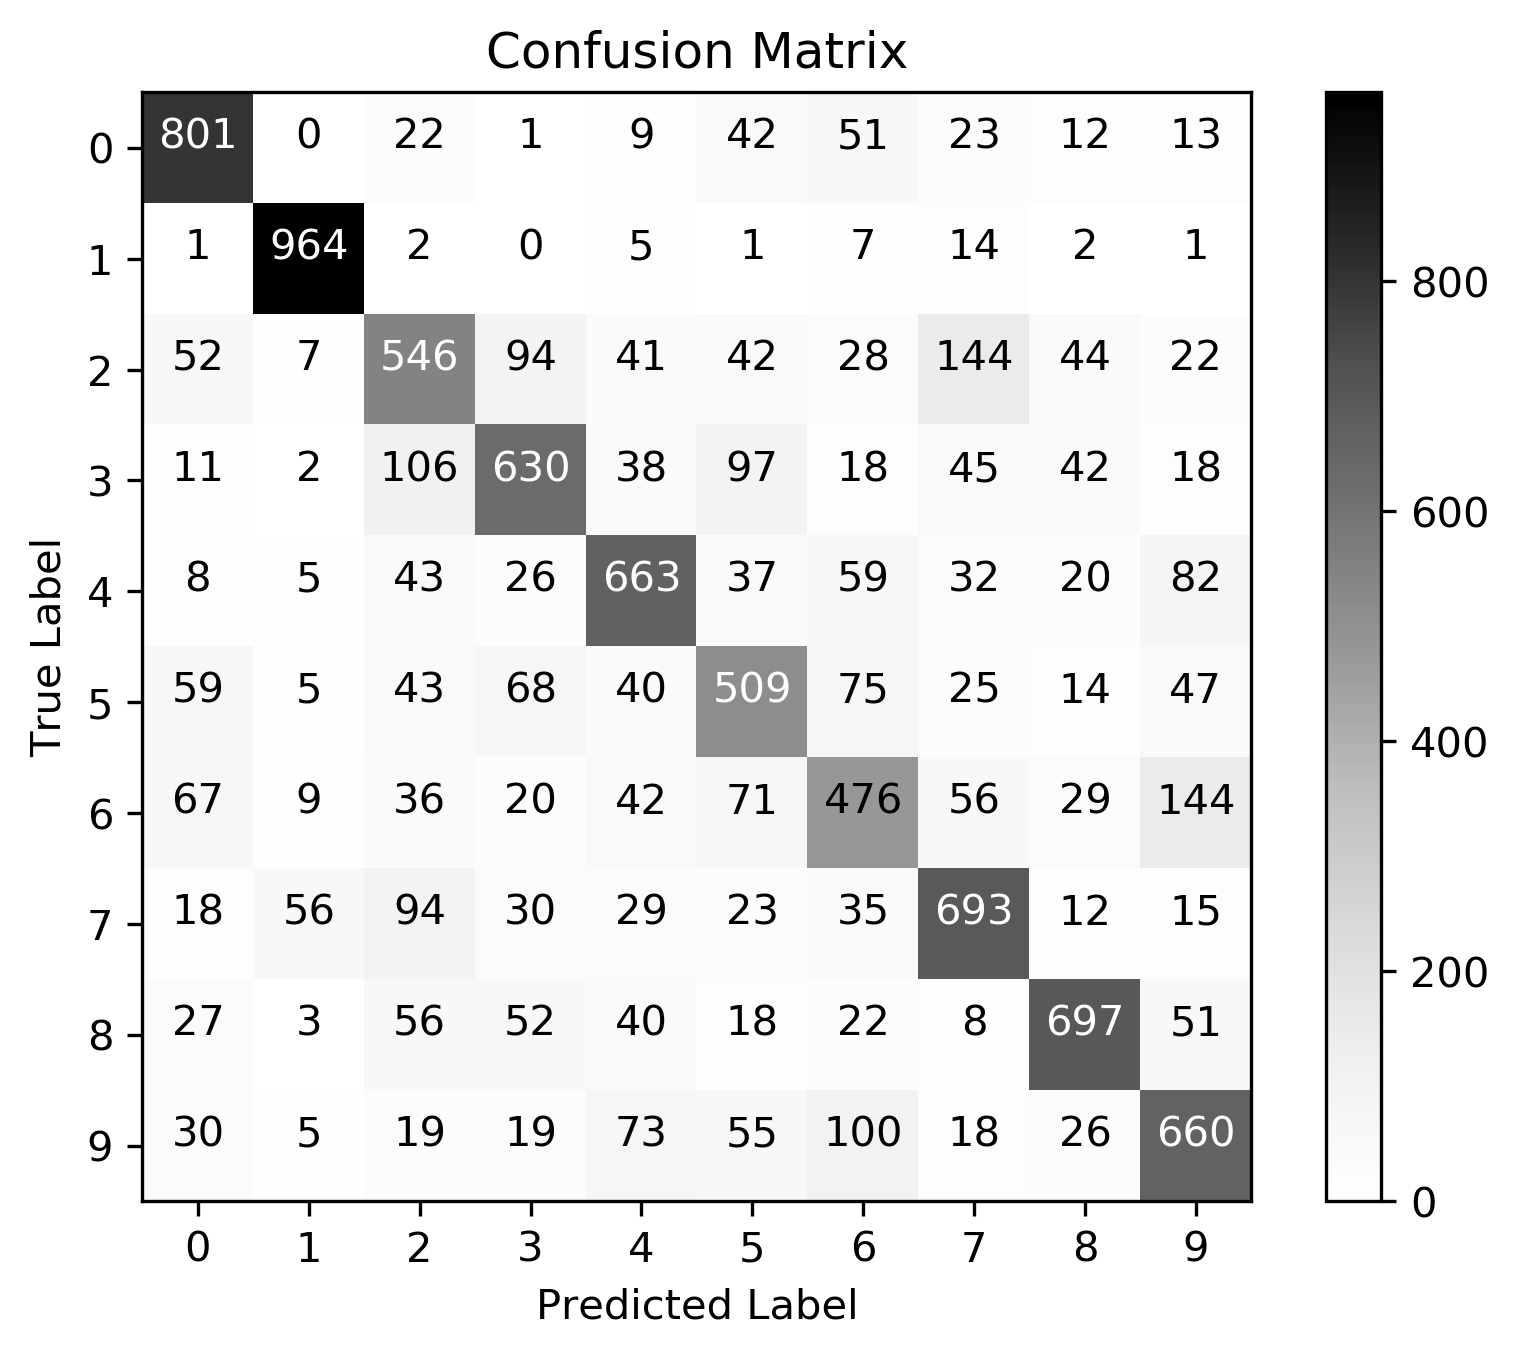 Confusion Matrix
0 801 0 22 1 9 42 51 23 12 13
1 1 964 2 0 5 1 7 14 2 1
2 52 7 546 94 41 42 28 144 44 22
3 11 2 106 630 38 97 18 45 42 18
4 8 5 43 26 663 37 59 32 20 82
5 59 5 43 68 40 509 75 25 14 47
6 67 9 36 20 42 71 476 56 29 144
7 18 56 94 30 29 23 35 693 12 15
8 27 3 56 52 40 18 22 8 697 51
9 30 5 19 19 73 55 100 18 26 660
0 1 2 3 4 5 6 7 8 9
Predicted Label
True Label
800
600
400
200
0